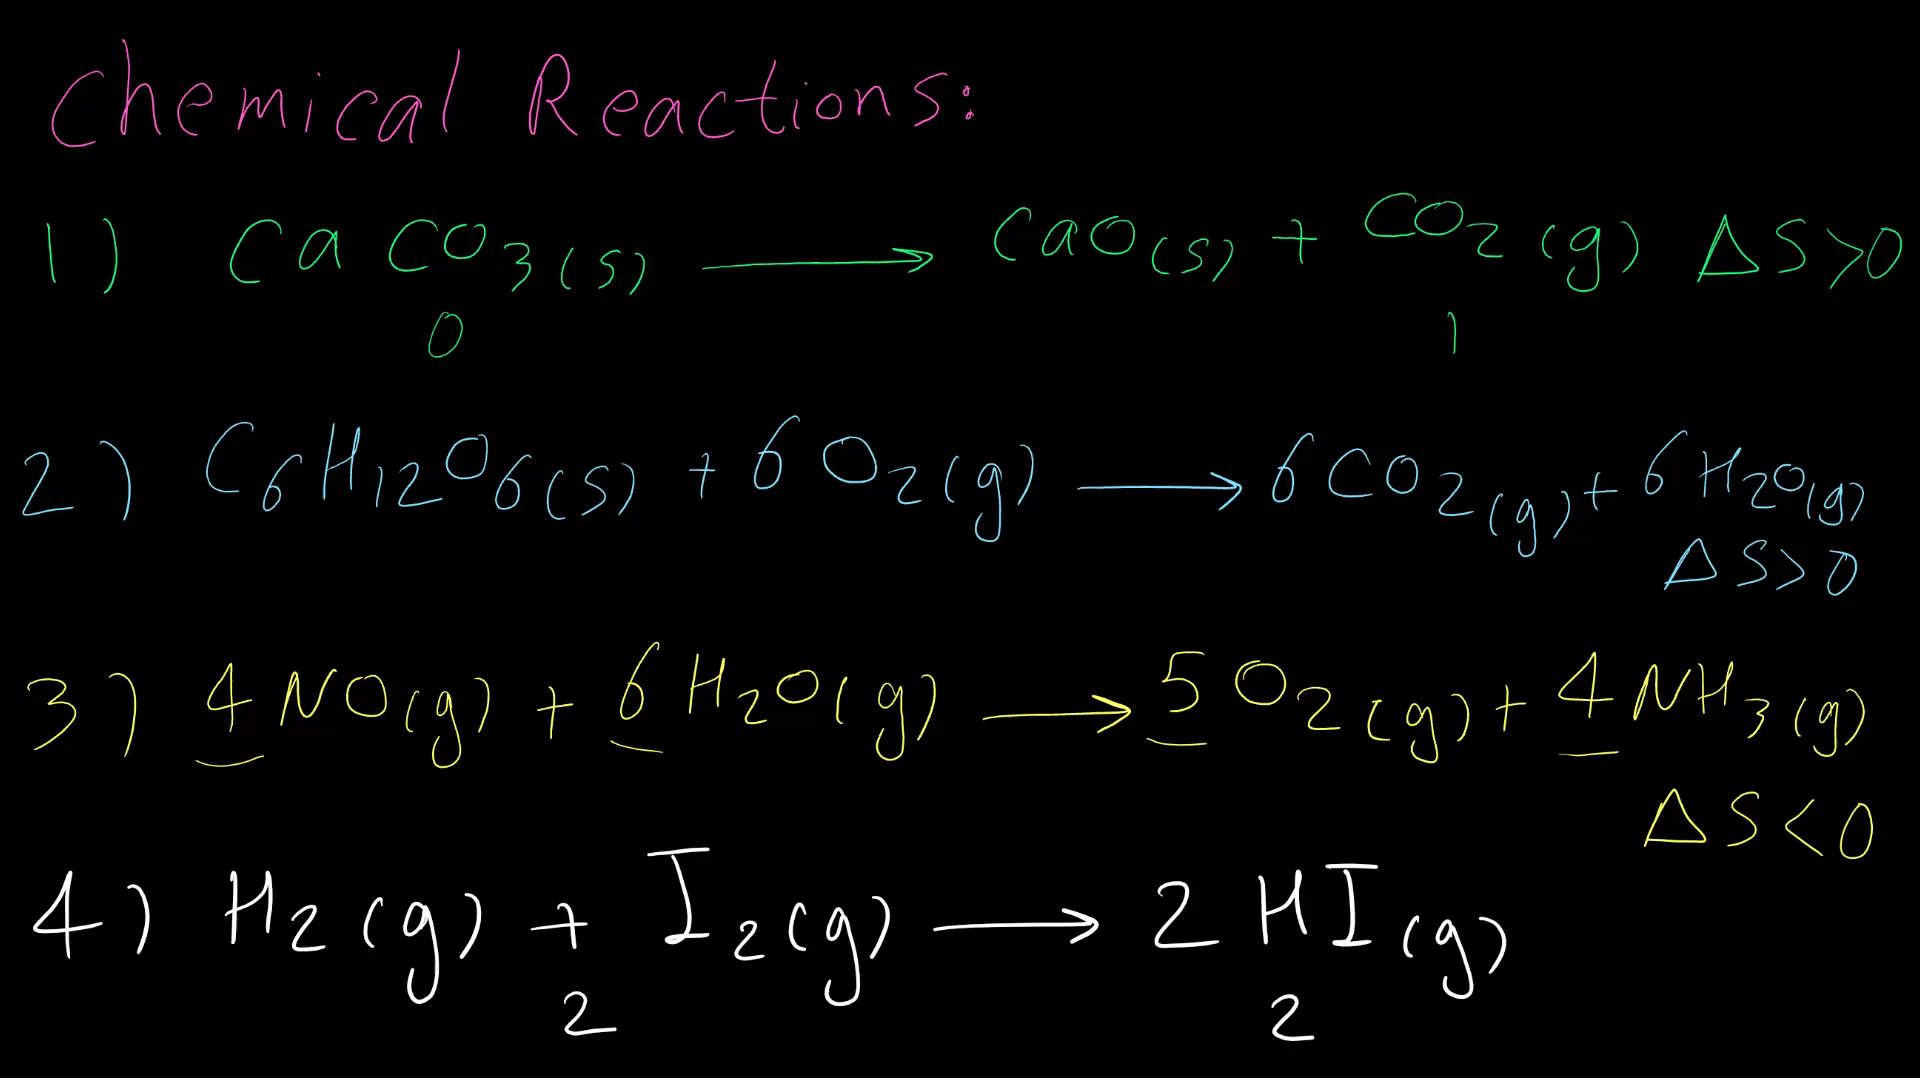 Chemical Reactions:
1) CaCO₃(s) ⟶ CaO(s) + CO₂(g) ΔS>0
0 1
2) C₆H₁₂O₆(s) + 6O₂(g) ⟶ 6CO₂(g) + 6H₂O(g)
ΔS>0
3) 4NO(g) + 6H₂O(g) ⟶ 5O₂(g) + 4NH₃(g)
ΔS<0
4) H₂(g) + I₂(g) ⟶ 2HI(g)
2 2